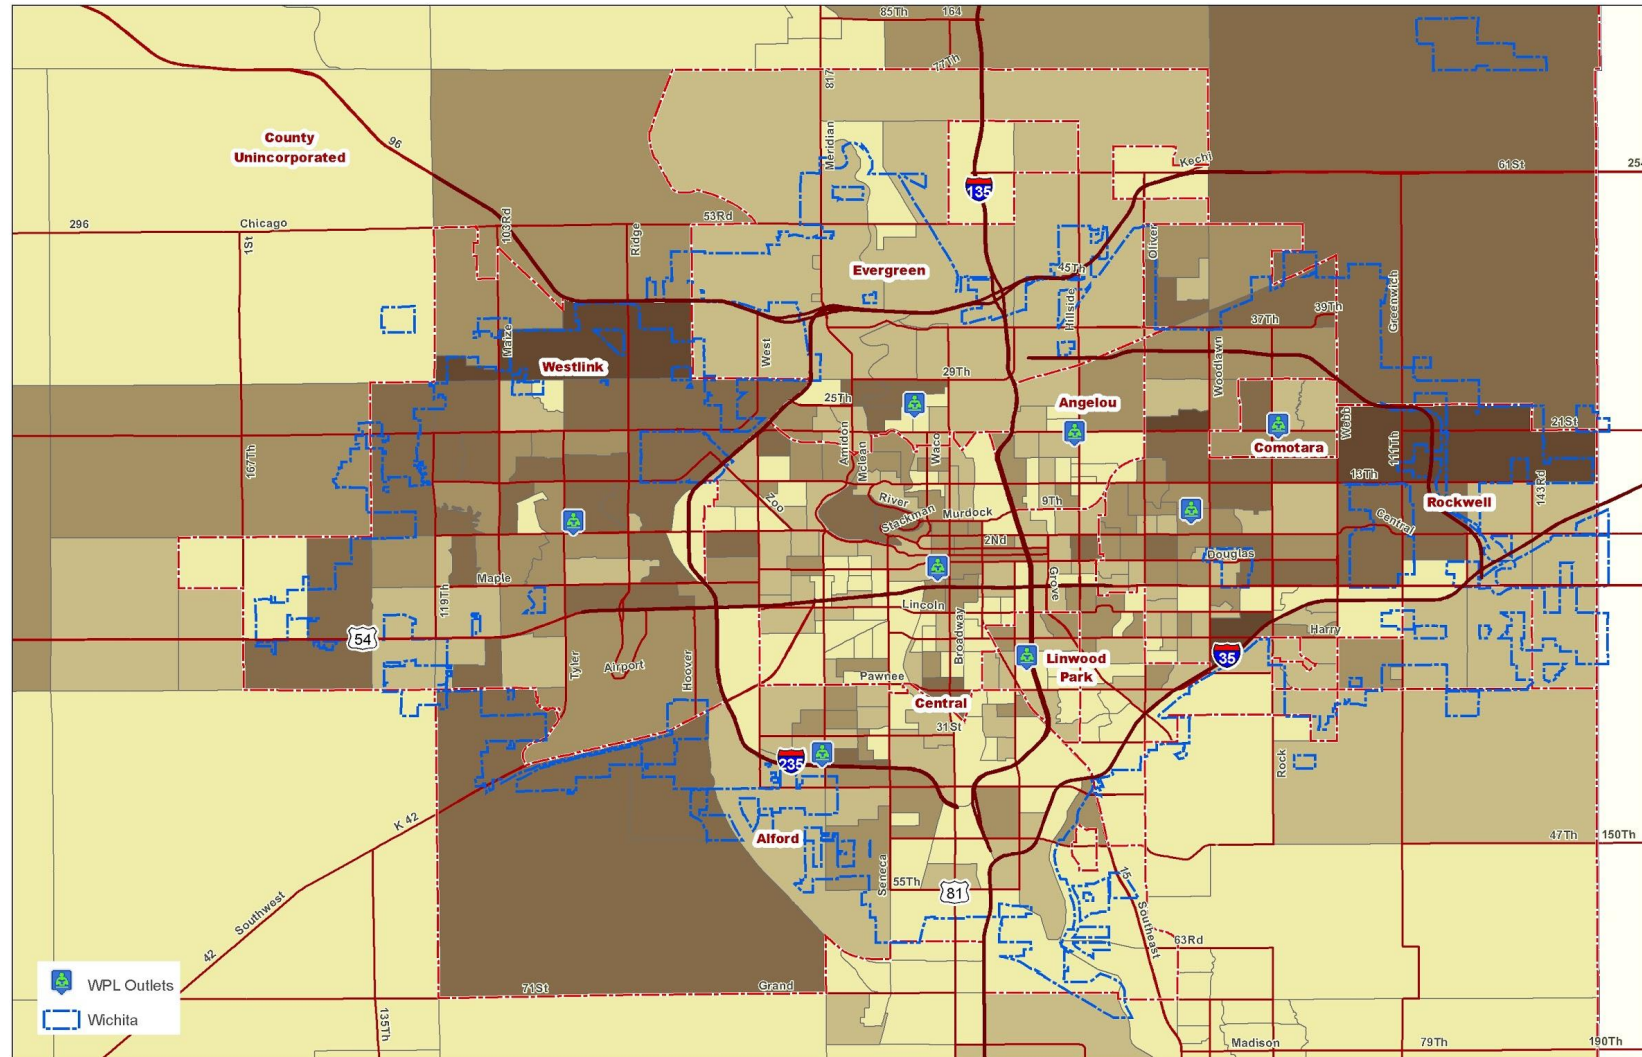 85Th
164
77Th
817
Meridian
County
Unincorporated
96
135
Kechi
61St
254
296
Chicago
1St
103Rd
Ridge
53Rd
Oliver
Evergreen
45Th
Hillside
Greenwich
39Th
37Th
Maize
West
Westlink
29Th
Woodlawn
25Th
Angelou
Amidon
Mclean
Waco
Webb
21St
Comotara
111Th
167Th
13Th
143Rd
Zoo
River
Stackman
Murdock
9Th
Rockwell
Central
2Nd
Douglas
Maple
119Th
Grove
Lincoln
54
Broadway
Harry
Tyler
Airport
Hoover
Pawnee
Linwood
Park
35
Central
31St
235
Rock
K 42
Alford
47Th
150Th
Seneca
55Th
81
15
Southeast
Southwest
42
63Rd
WPL Outlets
Wichita
71St
Grand
135Th
Madison
79Th
190Th